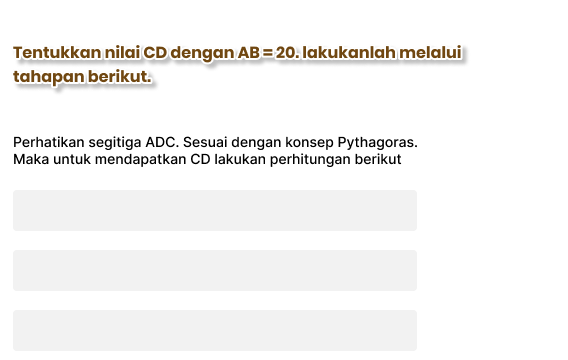 Tentukkan nilai CD dengan AB = 20. lakukanlah melalui
tahapan berikut.
Perhatikan segitiga ADC. Sesuai dengan konsep Pythagoras.
Maka untuk mendapatkan CD lakukan perhitungan berikut